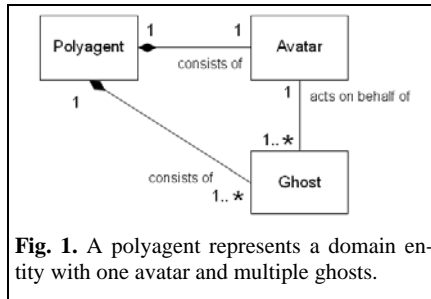 Polyagent
1
1
Avatar
consists of
1
1
acts on behalf of
1..*
consists of
1..*
Ghost
Fig. 1. A polyagent represents a domain en-
tity with one avatar and multiple ghosts.